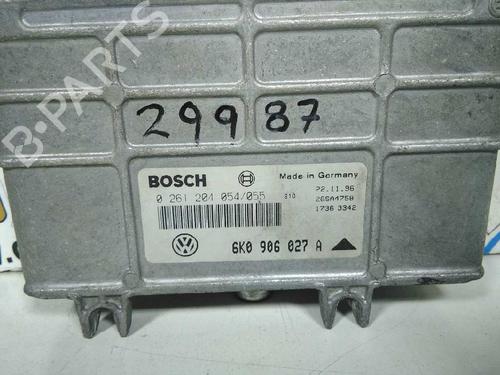 B-PARTS
29987
BOSCH
Made in Germany
0 261 204 054/055
22.11.96
26SA4758
1736 3342
6K0 906 027 A